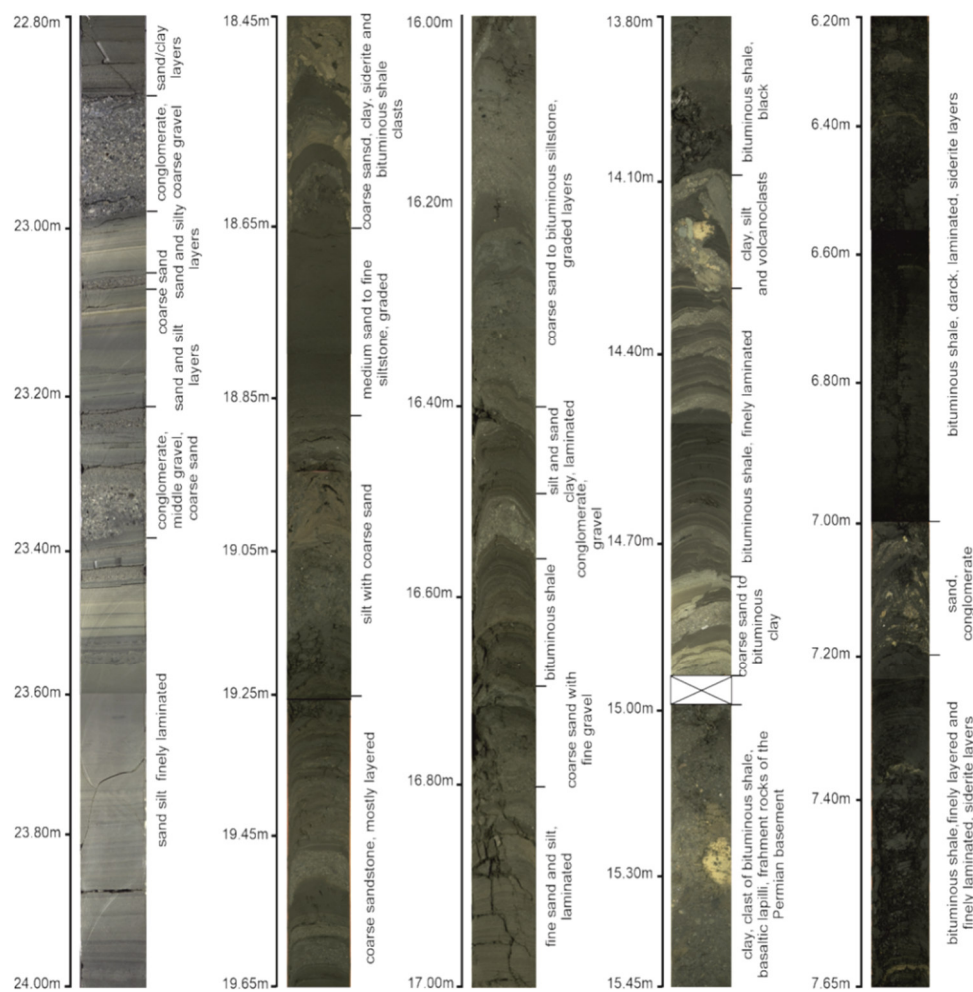 22.80m
23.00m
23.20m
23.40m
23.60m
23.80m
24.00m
sand/clay
layers
conglomerate,
coarse gravel
sand and silty
layers
coarse sand
sand and silt
layers
conglomerate,
middle gravel,
coarse sand
sand silt finely laminated
18.45m
18.65m
18.85m
19.05m
19.25m
19.45m
19.65m
coarse sansd, clay, siderite and
bituminous shale
clasts
medium sand to fine
siltstone, graded
silt with coarse sand
coarse sandstone, mostly layered
16.00m
16.20m
16.40m
16.60m
16.80m
17.00m
coarse sand to bituminous siltstone,
graded layers
silt and sand
clay, laminated
conglomerate,
gravel
bituminous shale
coarse sand with
fine gravel
fine sand and silt,
laminated
13.80m
14.10m
14.40m
14.70m
15.00m
15.30m
15.45m
bituminous shale,
black
clay, silt
and volcanoclasts
bituminous shale, finely laminated
coarse sand to
bituminous
clay
clay, clast of bituminous shale,
basaltic lapilli, frahment rocks of the
Permian basement
6.20m
6.40m
6.60m
6.80m
7.00m
7.20m
7.40m
7.65m
bituminous shale, darck, laminated, siderite layers
sand,
conglomerate
bituminous shale,finely layered and
finely laminated, siderite lavers